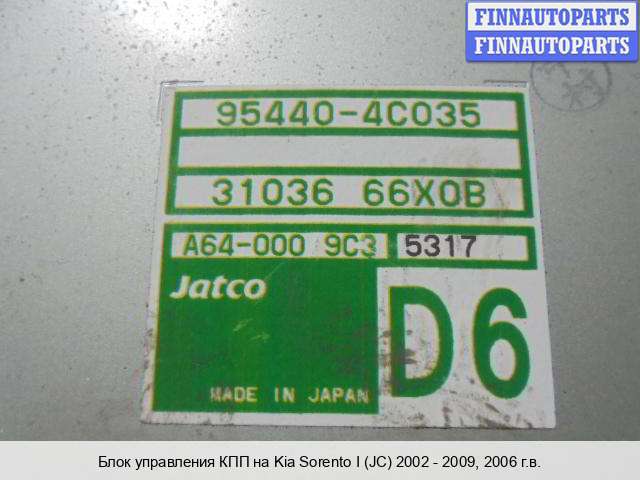 FINNAUTOPARTS
FINNAUTOPARTS
95440-4C035
31036 66X0B
A64-000 9C3 5317
Jatco
D6
MADE IN JAPAN
Блок управления КПП на Kia Sorento I (JC) 2002 - 2009, 2006 г.в.